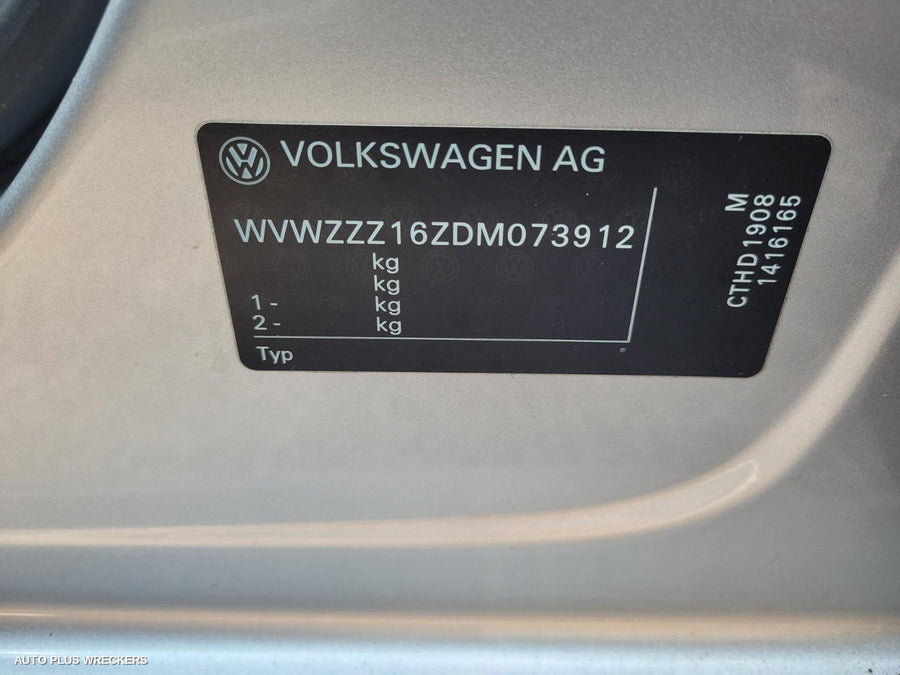 VOLKSWAGEN AG
WVWZZZ16ZDM073912
kg
kg
1 - kg
2 - kg
Typ
M
CTHD1908
1416165
AUTO PLUS WRECKERS